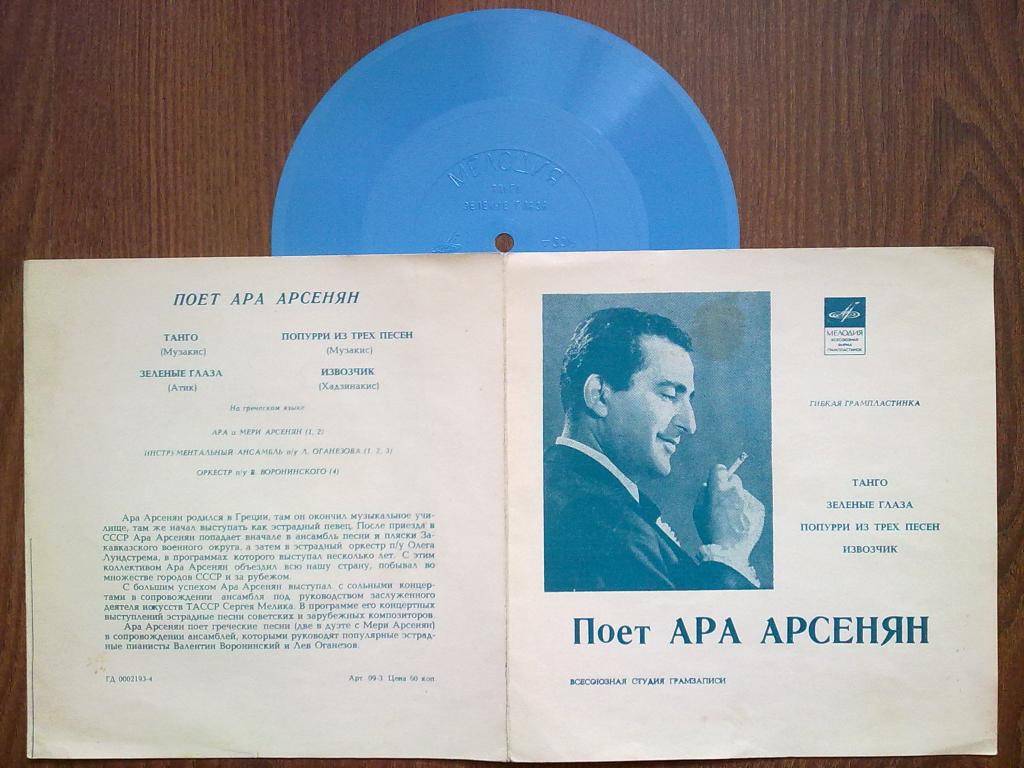 МЕЛОДИЯ
ТАНГО
ЗЕЛЕНЫЕ ГЛАЗА
ПОЕТ АРА АРСЕНЯН
ТАНГО
(Музакис)
ПОПУРРИ ИЗ ТРЕХ ПЕСЕН
(Музакис)
ЗЕЛЕНЫЕ ГЛАЗА
(Атик)
ИЗВОЗЧИК
(Хадзинакис)
На греческом языке
АРА и МЕРИ АРСЕНЯН (1, 2)
ИНСТРУМЕНТАЛЬНЫЙ АНСАМБЛЬ п/у Л. ОГАНЕЗОВА (1, 2, 3)
ОРКЕСТР п/у В. ВОРОНИНСКОГО (4)
Ара Арсенян родился в Греции, там он окончил музыкальное учи-
лище, там же начал выступать как эстрадный певец. После приезда в
СССР Ара Арсенян попадает вначале в ансамбль песни и пляски За-
кавказского военного округа, а затем в эстрадный оркестр п/у Олега
Лундстрема, в программах которого выступал несколько лет. С этим
коллективом Ара Арсенян объездил всю нашу страну, побывал во
множестве городов СССР и за рубежом.
С большим успехом Ара Арсенян выступал с сольными концер-
тами в сопровождении ансамбля под руководством заслуженного
деятеля искусств ТАССР Сергея Мелика. В программе его концертных
выступлений эстрадные песни советских и зарубежных композиторов.
Ара Арсенян поет греческие песни (две в дуэте с Мери Арсенян)
в сопровождении ансамблей, которыми руководят популярные эстрад-
ные пианисты Валентин Воронинский и Лев Оганезов.
ГД 0002193-4
Арт. 09-3 Цена 60 коп.
МЕЛОДИЯ
ВСЕСОЮЗНАЯ
ФИРМА
ГРАМПЛАСТИНОК
ГИБКАЯ ГРАМПЛАСТИНКА
ТАНГО
ЗЕЛЕНЫЕ ГЛАЗА
ПОПУРРИ ИЗ ТРЕХ ПЕСЕН
ИЗВОЗЧИК
Поет АРА АРСЕНЯН
ВСЕСОЮЗНАЯ СТУДИЯ ГРАМЗАПИСИ